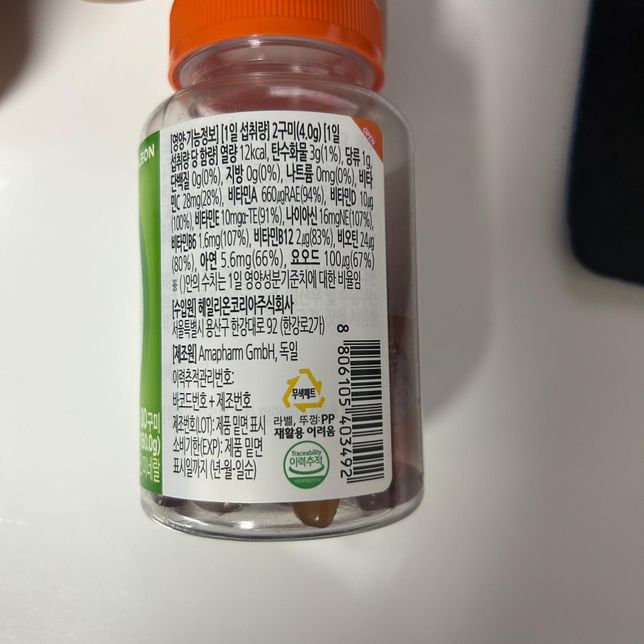 [영양·기능정보] [1일 섭취량] 2구미(4.0g) [1일
섭취량 당 함량] 열량 12kcal, 탄수화물 3g(1%), 당류 1g,
단백질 0g(0%), 지방 0g(0%), 나트륨 0mg(0%), 비타
민C 28mg(28%), 비타민A 660μgRAE(94%), 비타민D 10μg
(100%), 비타민E 10mgα-TE(91%), 나이아신 16mgNE(107%),
비타민B6 1.6mg(107%), 비타민B12 2μg(83%), 비오틴 24μg
(80%), 아연 5.6mg(66%), 요오드 100μg(67%)
※ ( )안의 수치는 1일 영양성분기준치에 대한 비율임
[수입원] 헤일리온코리아주식회사
서울특별시 용산구 한강대로 92 (한강로2가)
[제조원] Amapharm GmbH, 독일
이력추적관리번호:
바코드번호 + 제조번호
제조번호(LOT): 제품 밑면 표시
소비기한(EXP): 제품 밑면
표시일까지 (년·월·일순)
무색페트
라벨, 뚜껑:PP
재활용 어려움
Traceability
이력추적
OPEN
8 806105 403492
80구미
(160.0g)